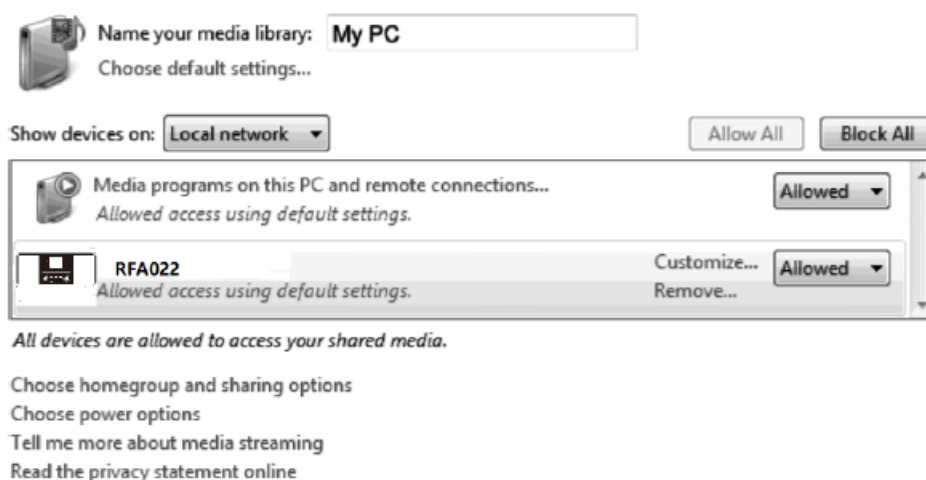 Name your media library: My PC
Choose default settings...
Show devices on: Local network Allow All Block All
Media programs on this PC and remote connections... Allowed
Allowed access using default settings.
RFA022 Customize... Allowed
Allowed access using default settings. Remove...
All devices are allowed to access your shared media.
Choose homegroup and sharing options
Choose power options
Tell me more about media streaming
Read the privacy statement online